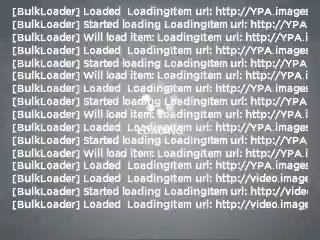 [BulkLoader] Loaded LoadingItem url: http://YPA.images
[BulkLoader] Started loading LoadingItem url: http://YPA
[BulkLoader] Will load item: LoadingItem url: http://YPA.i
[BulkLoader] Loaded LoadingItem url: http://YPA.images
[BulkLoader] Started loading LoadingItem url: http://YPA
[BulkLoader] Will load item: LoadingItem url: http://YPA.i
[BulkLoader] Loaded LoadingItem url: http://YPA.images
[BulkLoader] Started loading LoadingItem url: http://YPA
[BulkLoader] Will load item: LoadingItem url: http://YPA.i
[BulkLoader] Loaded LoadingItem url: http://YPA.images
LOADING
[BulkLoader] Started loading LoadingItem url: http://YPA
[BulkLoader] Will load item: LoadingItem url: http://YPA.i
[BulkLoader] Loaded LoadingItem url: http://YPA.images
[BulkLoader] Loaded LoadingItem url: http://video.image
[BulkLoader] Started loading LoadingItem url: http://vide
[BulkLoader] Loaded LoadingItem url: http://video.image